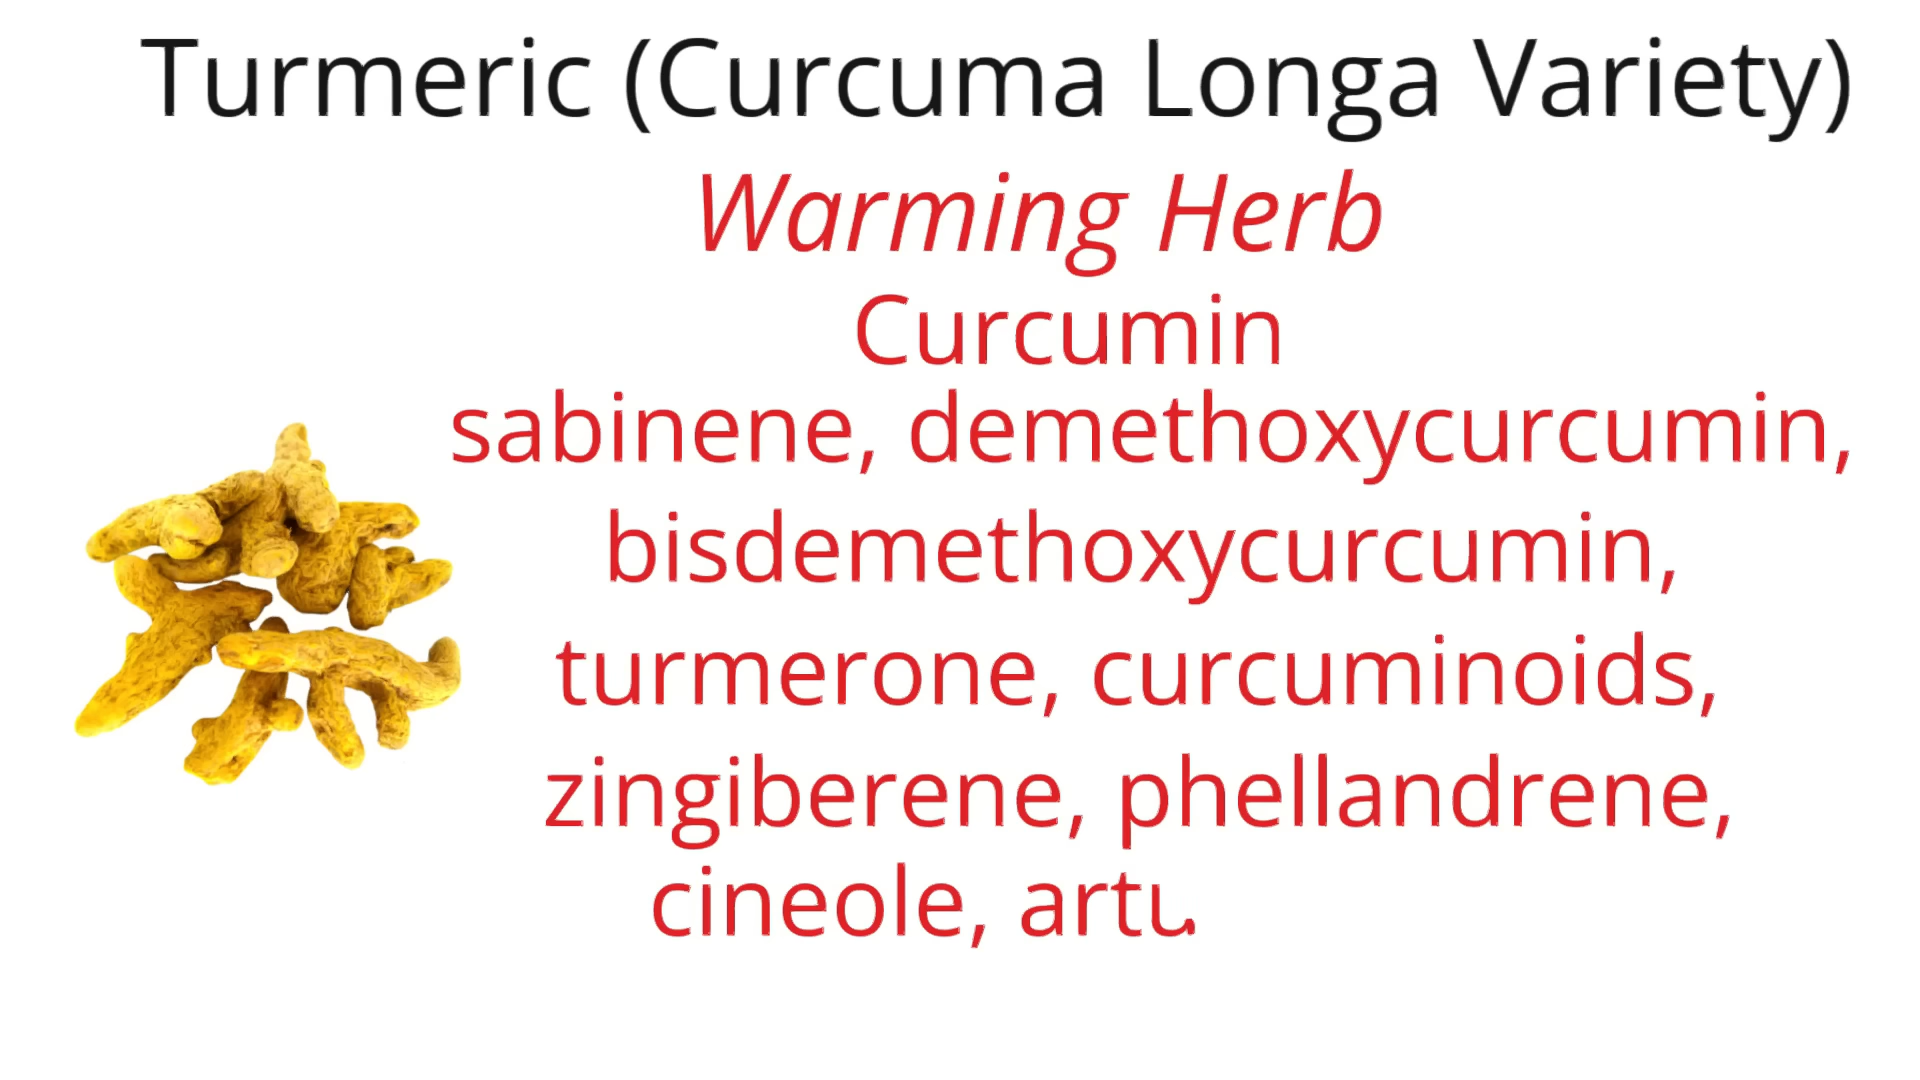 Turmeric (Curcuma Longa Variety)
Warming Herb
Curcumin
sabinene, demethoxycurcumin,
bisdemethoxycurcumin,
turmerone, curcuminoids,
zingiberene, phellandrene,
cineole,